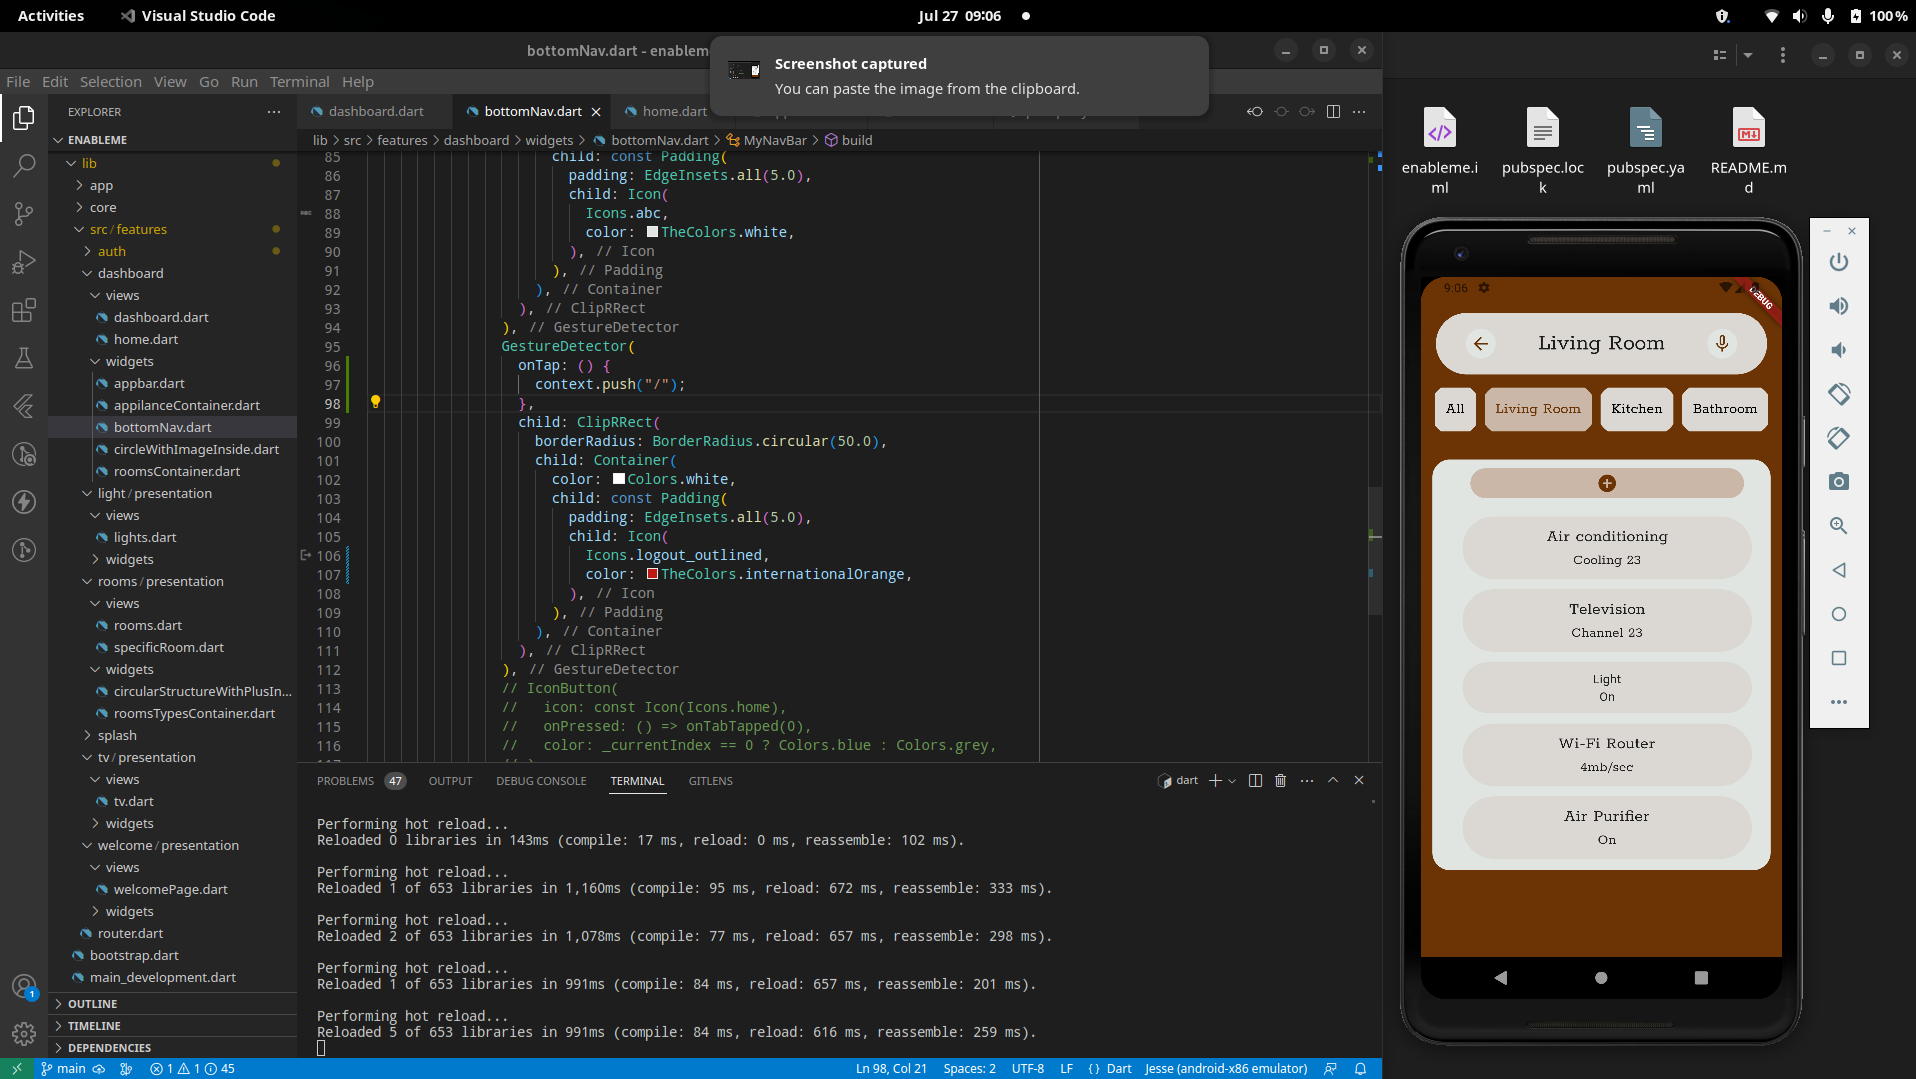 Activities
Visual Studio Code
Jul 27 09:06
100 %
bottomNav.dart - enablem
Screenshot captured
You can paste the image from the clipboard.
File Edit Selection View Go Run Terminal Help
EXPLORER
ENABLEME
lib
app
core
src / features
auth
dashboard
views
dashboard.dart
home.dart
widgets
appbar.dart
appilanceContainer.dart
bottomNav.dart
circleWithImageInside.dart
roomsContainer.dart
light / presentation
views
lights.dart
widgets
rooms / presentation
views
rooms.dart
specificRoom.dart
widgets
circularStructureWithPlusIn...
roomsTypesContainer.dart
splash
tv / presentation
views
tv.dart
widgets
welcome / presentation
views
welcomePage.dart
widgets
router.dart
bootstrap.dart
main_development.dart
OUTLINE
TIMELINE
DEPENDENCIES
dashboard.dart
bottomNav.dart
home.dart
lib > src > features > dashboard > widgets > bottomNav.dart > MyNavBar > build
85 child: const Padding(
86 padding: EdgeInsets.all(5.0),
87 child: Icon(
88 Icons.abc,
89 color: TheColors.white,
90 ), // Icon
91 ), // Padding
92 ), // Container
93 ), // ClipRRect
94 ), // GestureDetector
95 GestureDetector(
96 onTap: () {
97 context.push("/");
98 },
99 child: ClipRRect(
100 borderRadius: BorderRadius.circular(50.0),
101 child: Container(
102 color: Colors.white,
103 child: const Padding(
104 padding: EdgeInsets.all(5.0),
105 child: Icon(
106 Icons.logout_outlined,
107 color: TheColors.internationalOrange,
108 ), // Icon
109 ), // Padding
110 ), // Container
111 ), // ClipRRect
112 ), // GestureDetector
113 // IconButton(
114 // icon: const Icon(Icons.home),
115 // onPressed: () => onTabTapped(0),
116 // color: _currentIndex == 0 ? Colors.blue : Colors.grey,
PROBLEMS 47 OUTPUT DEBUG CONSOLE TERMINAL GITLENS
dart
Performing hot reload...
Reloaded 0 libraries in 143ms (compile: 17 ms, reload: 0 ms, reassemble: 102 ms).
Performing hot reload...
Reloaded 1 of 653 libraries in 1,160ms (compile: 95 ms, reload: 672 ms, reassemble: 333 ms).
Performing hot reload...
Reloaded 2 of 653 libraries in 1,078ms (compile: 77 ms, reload: 657 ms, reassemble: 298 ms).
Performing hot reload...
Reloaded 1 of 653 libraries in 991ms (compile: 84 ms, reload: 657 ms, reassemble: 201 ms).
Performing hot reload...
Reloaded 5 of 653 libraries in 991ms (compile: 84 ms, reload: 616 ms, reassemble: 259 ms).
1
main
1 1 45
Ln 98, Col 21
Spaces: 2
UTF-8
LF
{ } Dart
Jesse (android-x86 emulator)
enableme.i
ml
pubspec.loc
k
pubspec.ya
ml
README.m
d
9:06
DEBUG
Living Room
All
Living Room
Kitchen
Bathroom
Air conditioning
Cooling 23
Television
Channel 23
Light
On
Wi-Fi Router
4mb/sec
Air Purifier
On